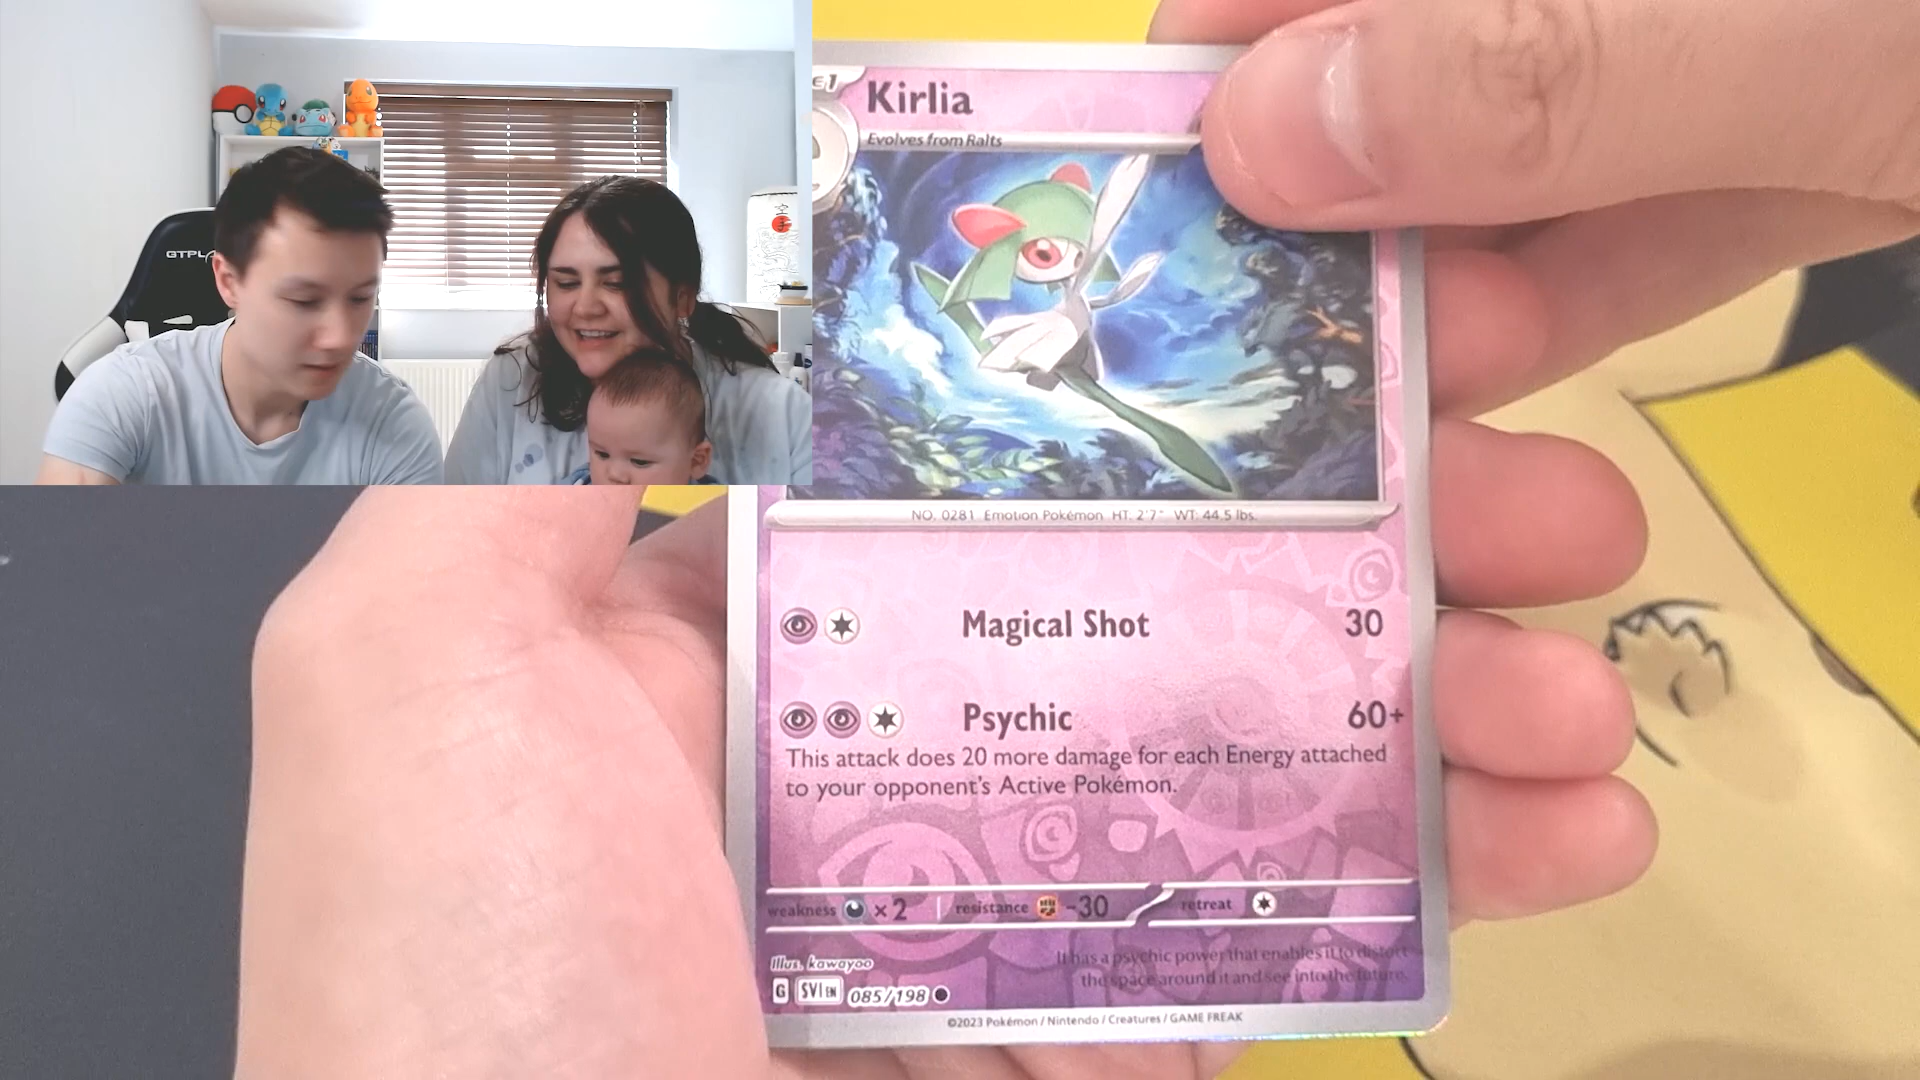 GTPL
E1
Kirlia
Evolves from Ralts
NO. 0281 Emotion Pokémon HT: 2'7" WT: 44.5 lbs.
Magical Shot 30
Psychic 60+
This attack does 20 more damage for each Energy attached
to your opponent's Active Pokémon.
weakness ×2 resistance -30 retreat
Illus. kawayoo
It has a psychic power that enables it to distort
the space around it and see into the future.
G SVI EN 085/198
©2023 Pokémon / Nintendo / Creatures / GAME FREAK